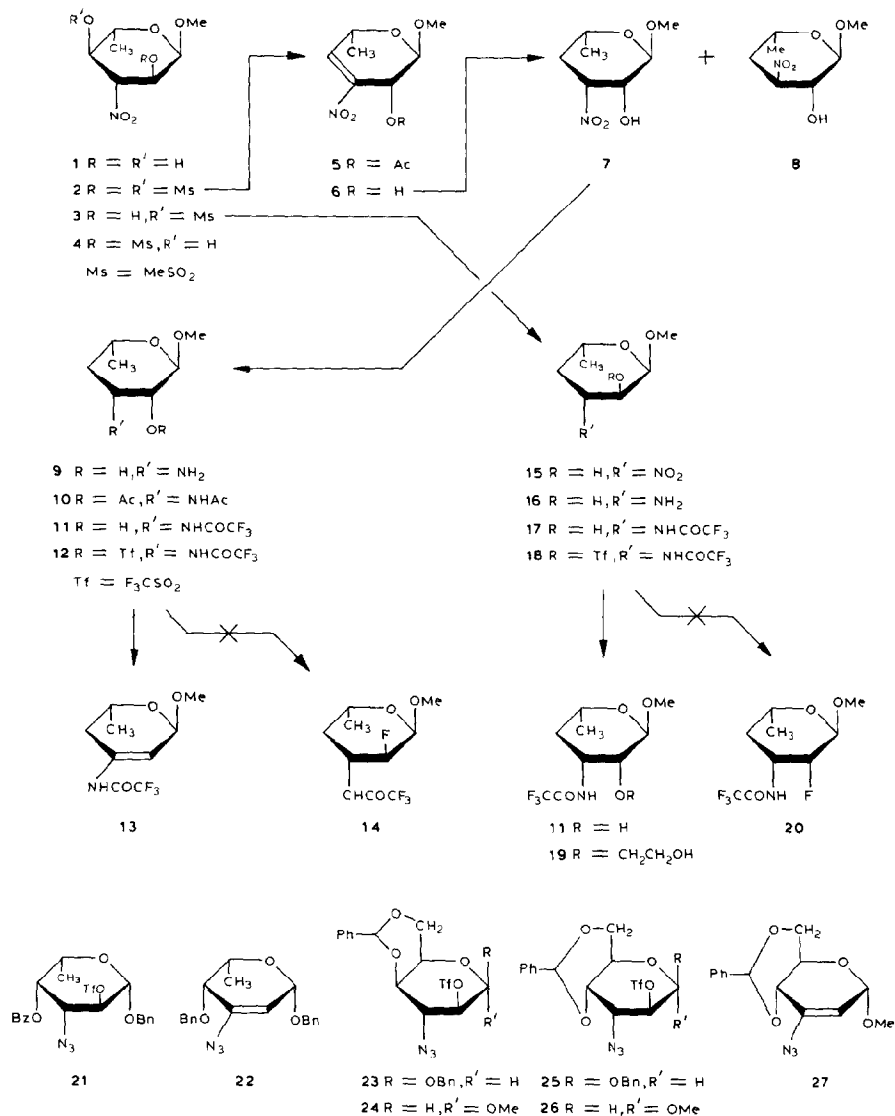 R'O O OMe O OMe O OMe O OMe
CH₃ RO CH₃ CH₃ + Me NO₂
NO₂ NO₂ OR NO₂ OH OH
1 R = R' = H 5 R = Ac 7 8
2 R = R' = Ms 6 R = H
3 R = H, R' = Ms
4 R = Ms, R' = H
Ms = MeSO₂
O OMe O OMe
CH₃ CH₃ RO
R' OR R'
9 R = H, R' = NH₂ 15 R = H, R' = NO₂
10 R = Ac, R' = NHAc 16 R = H, R' = NH₂
11 R = H, R' = NHCOCF₃ 17 R = H, R' = NHCOCF₃
12 R = Tf, R' = NHCOCF₃ 18 R = Tf, R' = NHCOCF₃
Tf = F₃CSO₂
O OMe O OMe O OMe O OMe
CH₃ CH₃ F CH₃ CH₃
NHCOCF₃ CHCOCF₃ F₃CCONH OR F₃CCONH F
13 14 11 R = H 20
19 R = CH₂CH₂OH
O O Ph O CH₂ O O R Ph O CH₂ O O R Ph O CH₂ O O
CH₃ TfO CH₃ TfO TfO
BzO OBn BnO OBn R' R' OMe
N₃ N₃ N₃ N₃ N₃
21 22 23 R = OBn, R' = H 25 R = OBn, R' = H 27
24 R = H, R' = OMe 26 R = H, R' = OMe